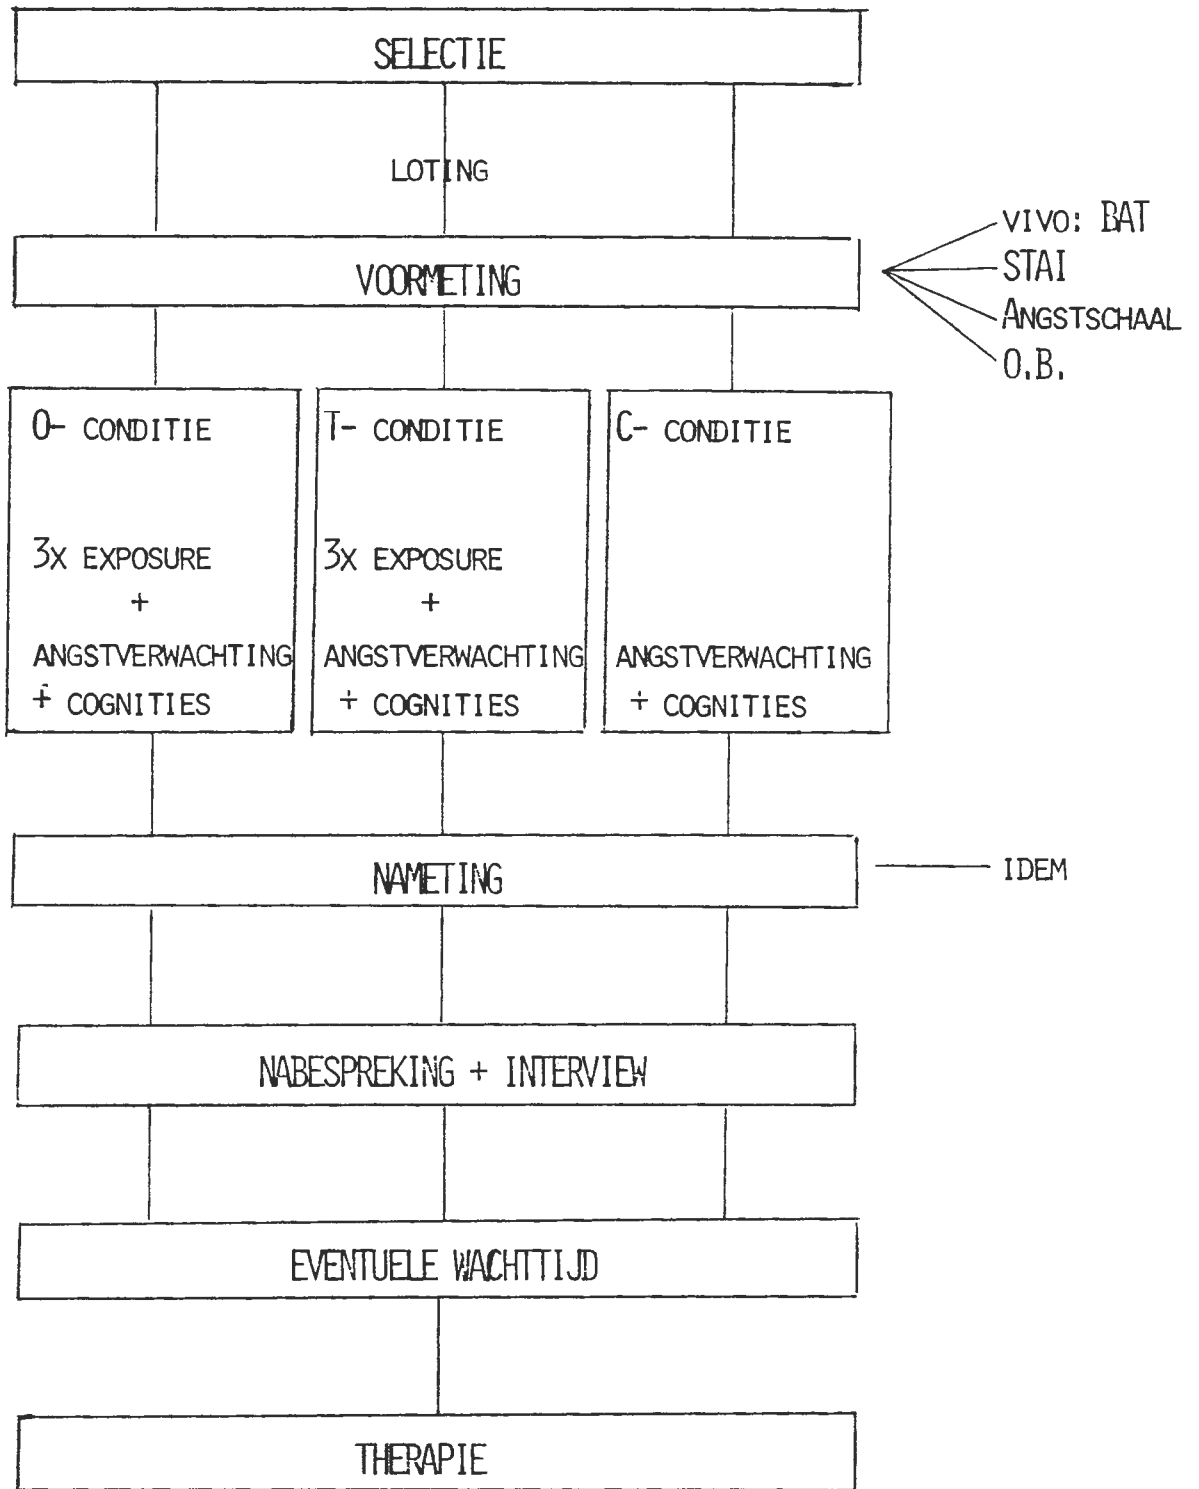 SELECTIE
LOTING
VOORMETING
VIVO: BAT
STAI
ANGSTSCHAAL
O.B.
O- CONDITIE
3X EXPOSURE
+
ANGSTVERWACHTING
+ COGNITIES
T- CONDITIE
3X EXPOSURE
+
ANGSTVERWACHTING
+ COGNITIES
C- CONDITIE
ANGSTVERWACHTING
+ COGNITIES
NAMETING
IDEM
NABESPREKING + INTERVIEW
EVENTUELE WACHTTIJD
THERAPIE